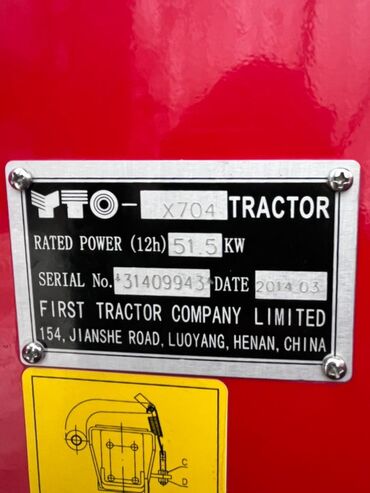 YTO-X704 TRACTOR
RATED POWER (12h) 51.5 KW
SERIAL No. *31409943* DATE 2014.03
FIRST TRACTOR COMPANY LIMITED
154, JIANSHE ROAD, LUOYANG, HENAN, CHINA
C
D